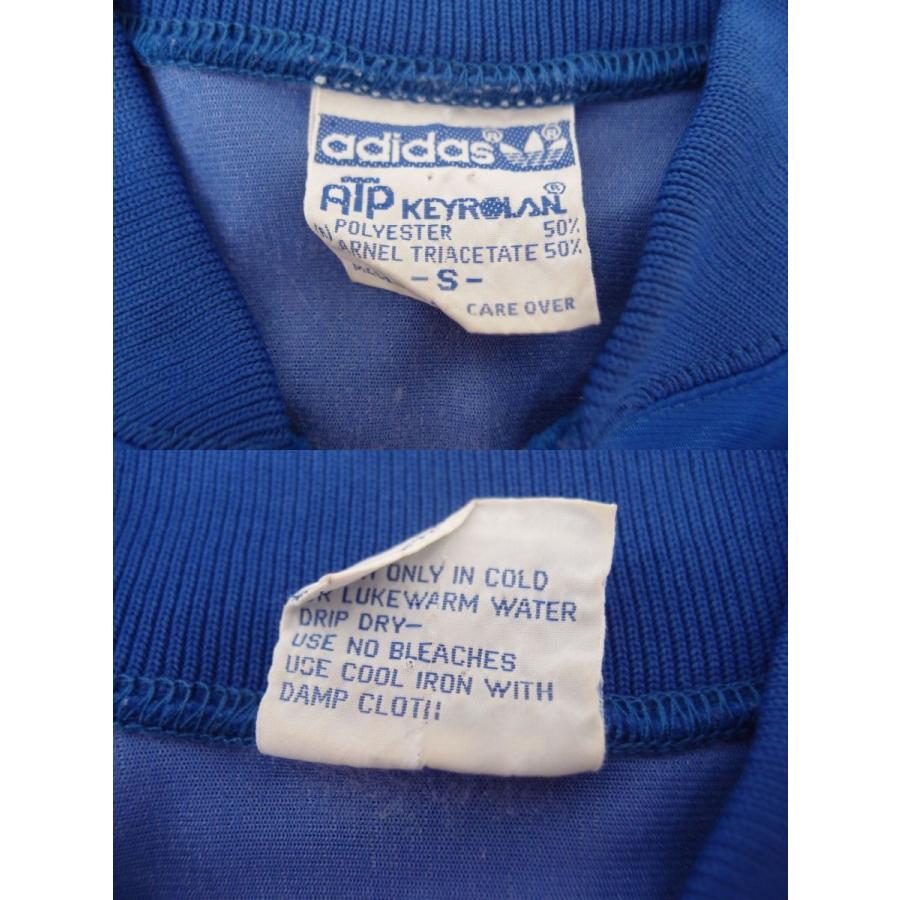 adidas®
ATP KEYROLAN®
POLYESTER 50%
ARNEL TRIACETATE 50%
- S -
CARE OVER
ONLY IN COLD
OR LUKEWARM WATER
DRIP DRY-
USE NO BLEACHES
USE COOL IRON WITH
DAMP CLOTH